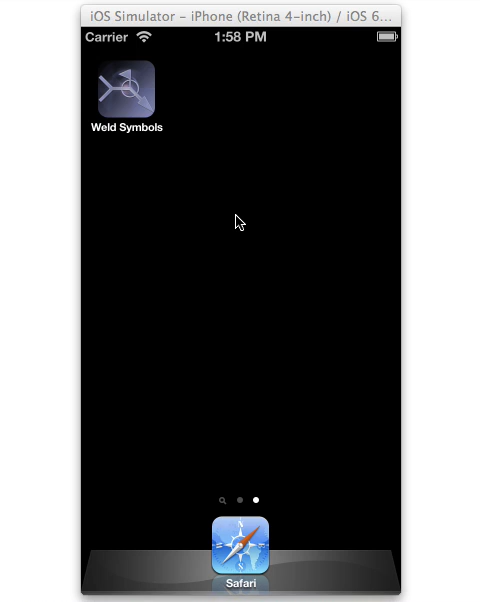 iOS Simulator – iPhone (Retina 4-inch) / iOS 6...
Carrier 1:58 PM
Weld Symbols
N
Safari